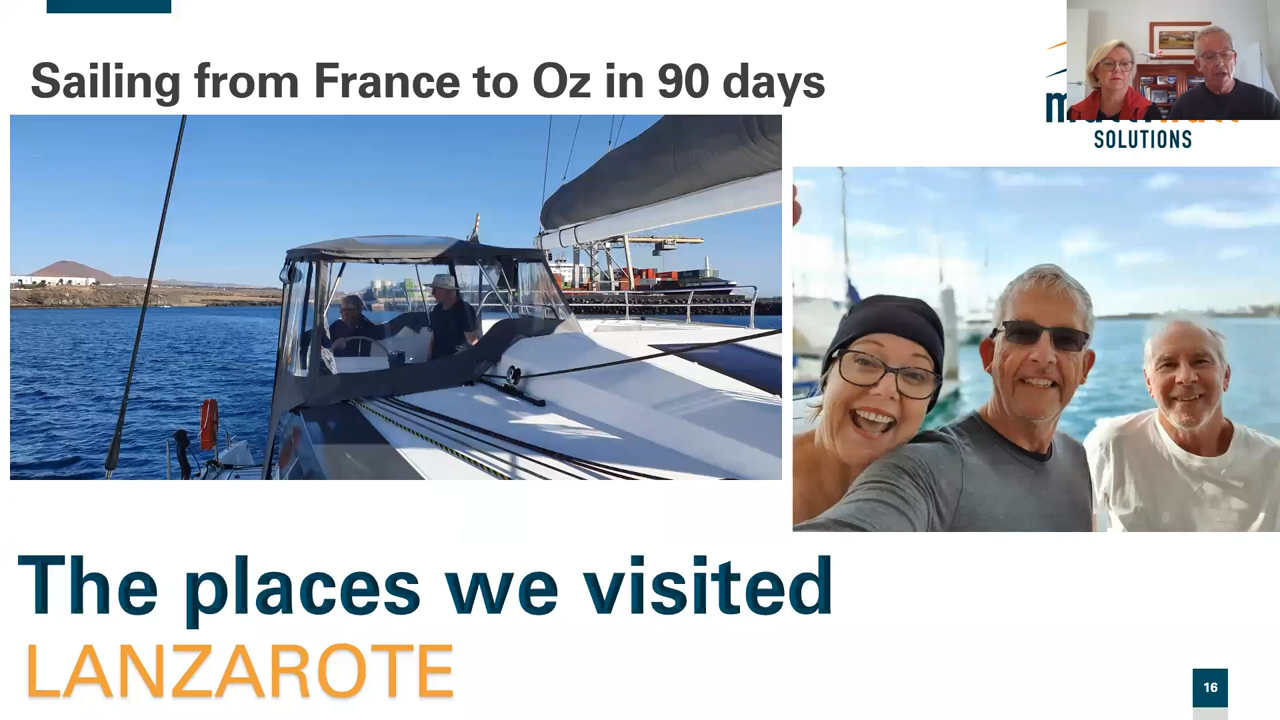 Sailing from France to Oz in 90 days
SOLUTIONS
The places we visited
LANZAROTE
16